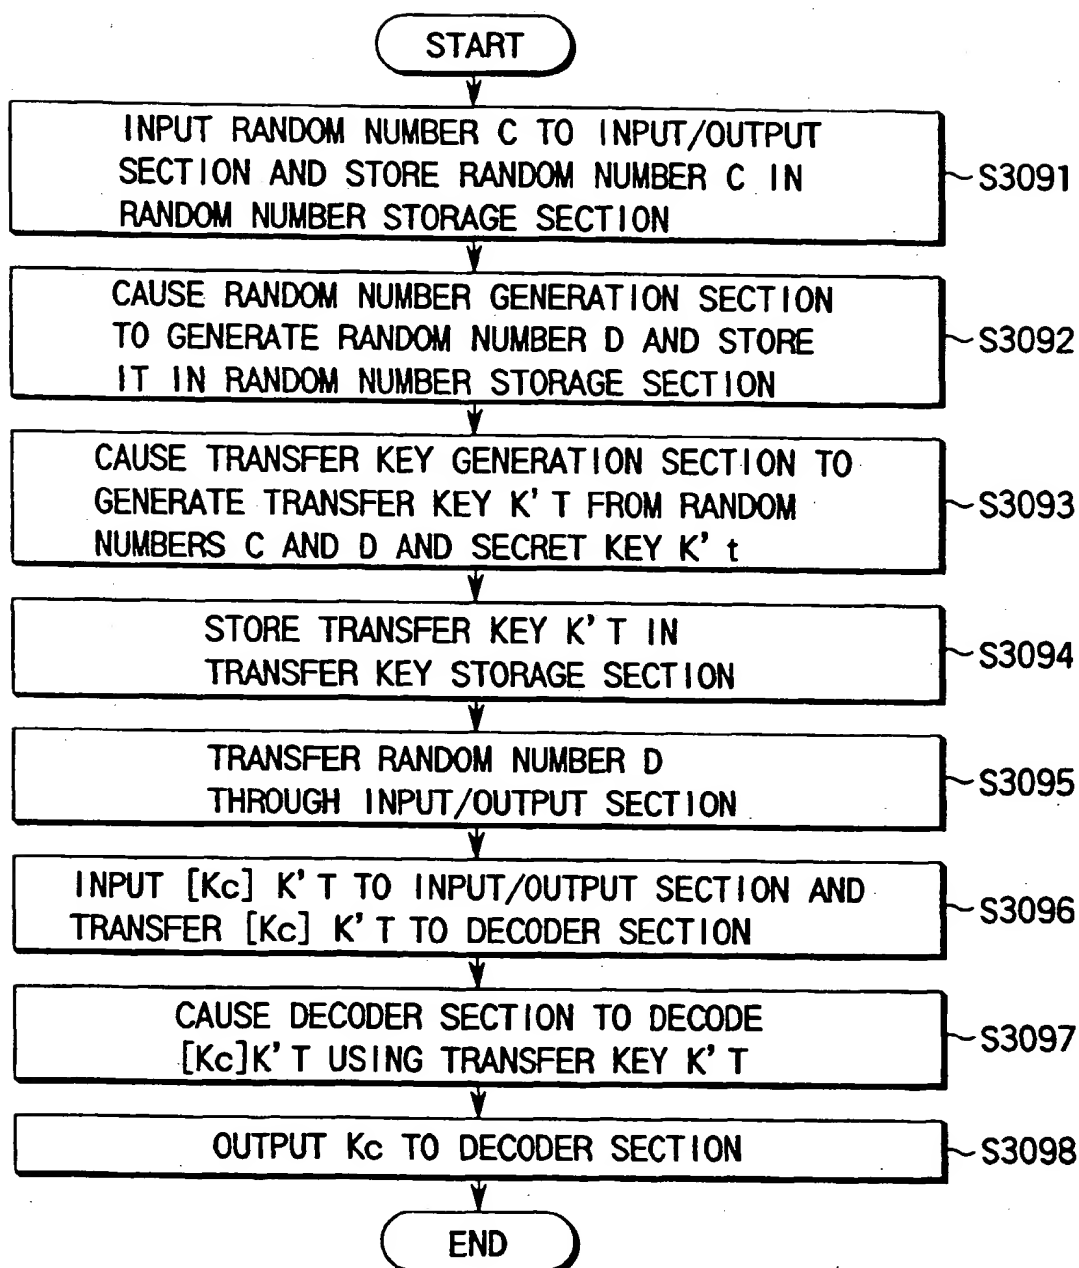 START
INPUT RANDOM NUMBER C TO INPUT/OUTPUT
SECTION AND STORE RANDOM NUMBER C IN
RANDOM NUMBER STORAGE SECTION
~S3091
CAUSE RANDOM NUMBER GENERATION SECTION
TO GENERATE RANDOM NUMBER D AND STORE
IT IN RANDOM NUMBER STORAGE SECTION
~S3092
CAUSE TRANSFER KEY GENERATION SECTION TO
GENERATE TRANSFER KEY K'T FROM RANDOM
NUMBERS C AND D AND SECRET KEY K't
~S3093
STORE TRANSFER KEY K'T IN
TRANSFER KEY STORAGE SECTION
~S3094
TRANSFER RANDOM NUMBER D
THROUGH INPUT/OUTPUT SECTION
~S3095
INPUT [Kc] K'T TO INPUT/OUTPUT SECTION AND
TRANSFER [Kc] K'T TO DECODER SECTION
~S3096
CAUSE DECODER SECTION TO DECODE
[Kc]K'T USING TRANSFER KEY K'T
~S3097
OUTPUT Kc TO DECODER SECTION
~S3098
END